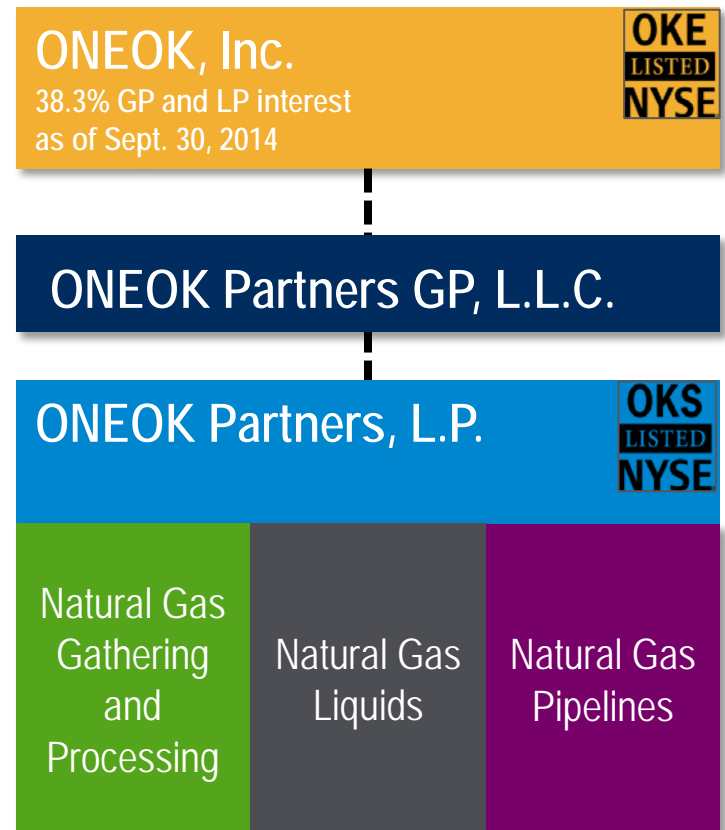 ONEOK, Inc.
38.3% GP and LP interest
as of Sept. 30, 2014
OKE
LISTED
NYSE
ONEOK Partners GP, L.L.C.
ONEOK Partners, L.P.
OKS
LISTED
NYSE
Natural Gas
Gathering
and
Processing
Natural Gas
Liquids
Natural Gas
Pipelines